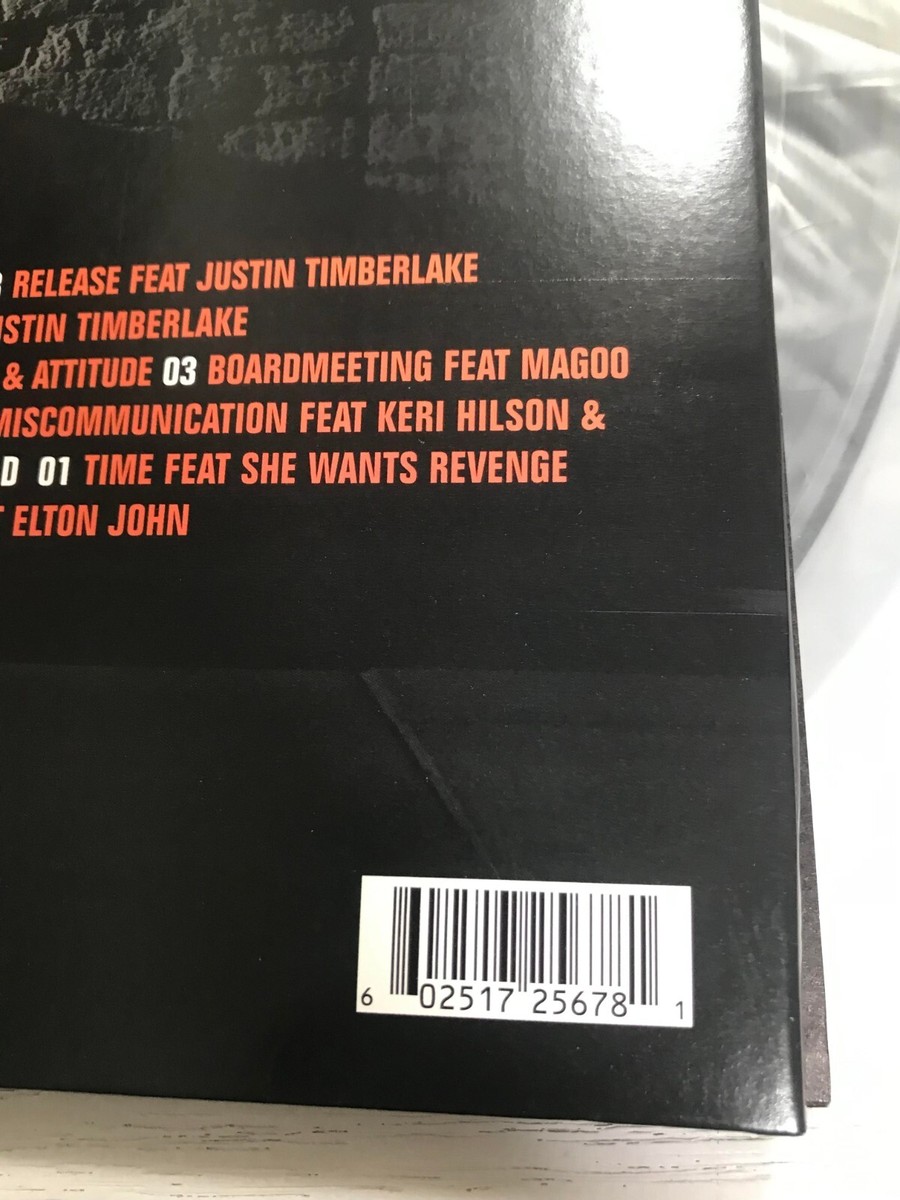 RELEASE FEAT JUSTIN TIMBERLAKE
TIMBERLAKE
& ATTITUDE 03 BOARDMEETING FEAT MAGOO
MISCOMMUNICATION FEAT KERI HILSON &
D 01 TIME FEAT SHE WANTS REVENGE
ELTON JOHN
6 02517 25678 1